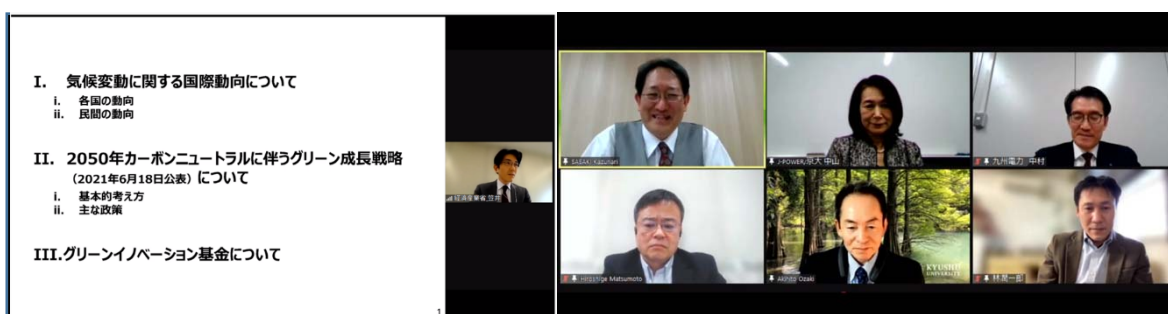 I. 気候変動に関する国際動向について
i. 各国の動向
ii. 民間の動向
II. 2050年カーボンニュートラルに伴うグリーン成長戦略
（2021年6月18日公表）について
i. 基本的考え方
ii. 主な政策
III.グリーンイノベーション基金について
1
経済産業省 笠井
SASAKI Kazunari
J-POWER/京大 中山
九州電力_中村
Hiroshige Matsumoto
Akihito Ozaki
KYUSHU
UNIVERSITY
林潤一郎